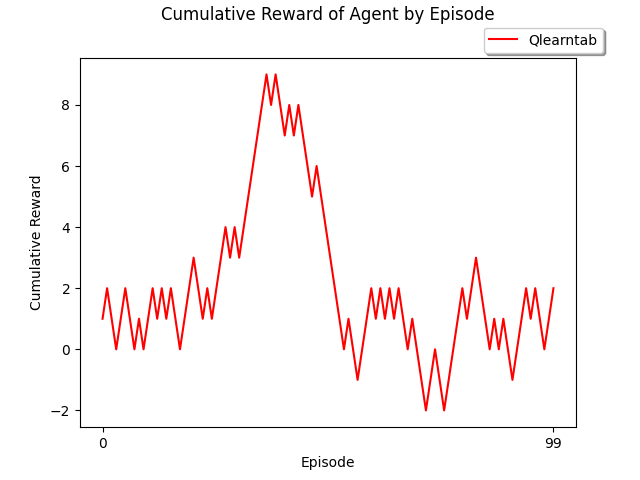 Cumulative Reward of Agent by Episode
Qlearntab
8
6
4
2
0
−2
Cumulative Reward
0 99
Episode